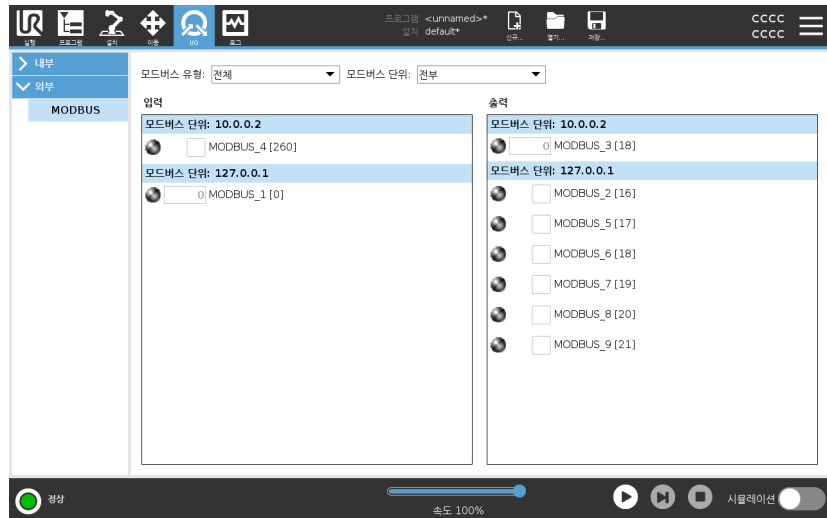 UR
실행
프로그램
설치
이동
I/O
로그
프로그램 <unnamed>*
설치 default*
신규...
열기...
저장...
CCCC
CCCC
내부
외부
MODBUS
모드버스 유형: 전체 모드버스 단위: 전부
입력
모드버스 단위: 10.0.0.2
MODBUS_4 [260]
모드버스 단위: 127.0.0.1
0 MODBUS_1 [0]
출력
모드버스 단위: 10.0.0.2
0 MODBUS_3 [18]
모드버스 단위: 127.0.0.1
MODBUS_2 [16]
MODBUS_5 [17]
MODBUS_6 [18]
MODBUS_7 [19]
MODBUS_8 [20]
MODBUS_9 [21]
정상
속도 100%
시뮬레이션